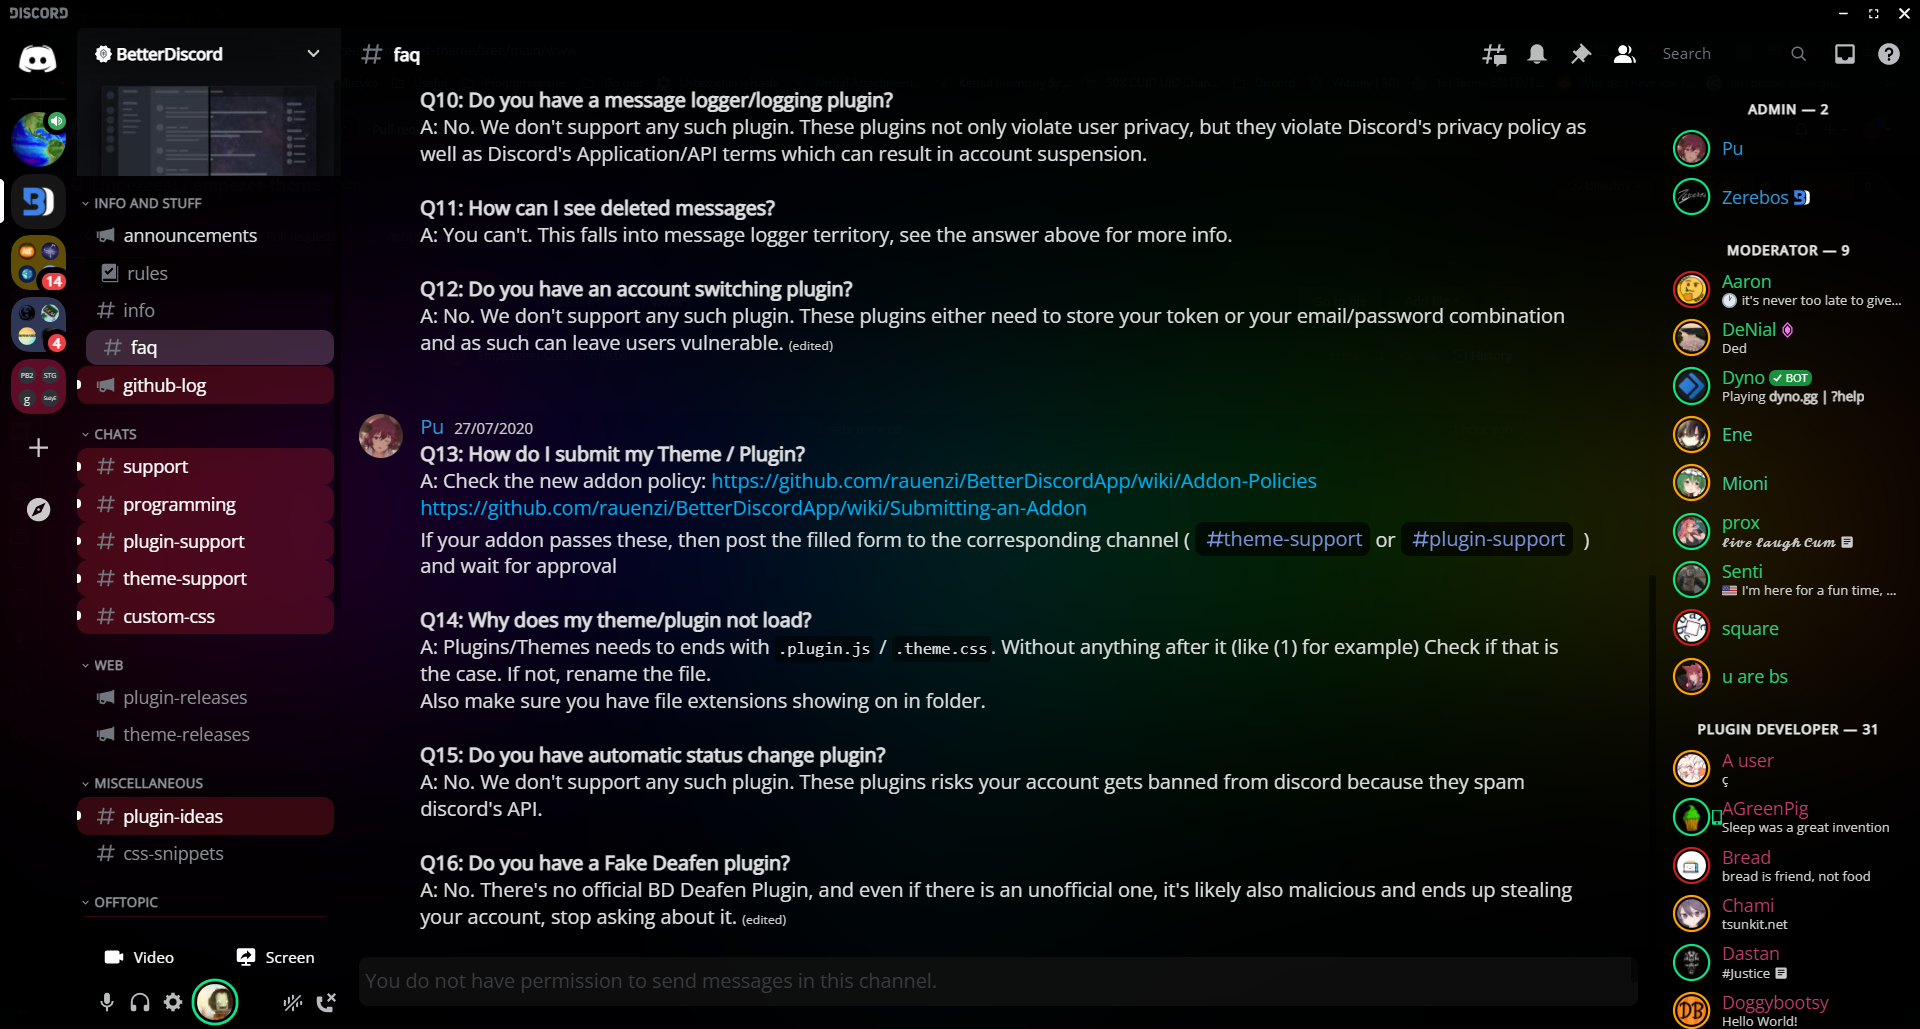 DISCORD
BetterDiscord
INFO AND STUFF
announcements
rules
info
faq
github-log
CHATS
support
programming
plugin-support
theme-support
custom-css
WEB
plugin-releases
theme-releases
MISCELLANEOUS
plugin-ideas
css-snippets
OFFTOPIC
14
4
PB2 STG
g
Video
Screen
# faq
Search
Q10: Do you have a message logger/logging plugin?
A: No. We don't support any such plugin. These plugins not only violate user privacy, but they violate Discord's privacy policy as
well as Discord's Application/API terms which can result in account suspension.
Q11: How can I see deleted messages?
A: You can't. This falls into message logger territory, see the answer above for more info.
Q12: Do you have an account switching plugin?
A: No. We don't support any such plugin. These plugins either need to store your token or your email/password combination
and as such can leave users vulnerable. (edited)
Pu 27/07/2020
Q13: How do I submit my Theme / Plugin?
A: Check the new addon policy: https://github.com/rauenzi/BetterDiscordApp/wiki/Addon-Policies
https://github.com/rauenzi/BetterDiscordApp/wiki/Submitting-an-Addon
If your addon passes these, then post the filled form to the corresponding channel ( #theme-support or #plugin-support )
and wait for approval
Q14: Why does my theme/plugin not load?
A: Plugins/Themes needs to ends with .plugin.js / .theme.css. Without anything after it (like (1) for example) Check if that is
the case. If not, rename the file.
Also make sure you have file extensions showing on in folder.
Q15: Do you have automatic status change plugin?
A: No. We don't support any such plugin. These plugins risks your account gets banned from discord because they spam
discord's API.
Q16: Do you have a Fake Deafen plugin?
A: No. There's no official BD Deafen Plugin, and even if there is an unofficial one, it's likely also malicious and ends up stealing
your account, stop asking about it. (edited)
You do not have permission to send messages in this channel.
ADMIN — 2
Pu
Zerebos
MODERATOR — 9
Aaron
it's never too late to give...
DeNial
Ded
Dyno ✓ BOT
Playing dyno.gg | ?help
Ene
Mioni
prox
𝓵𝓲𝓿𝓮 𝓵𝓪𝓾𝓰𝓱 𝓒𝓾𝓶
Senti
I'm here for a fun time, ...
square
u are bs
PLUGIN DEVELOPER — 31
A user
ç
AGreenPig
Sleep was a great invention
Bread
bread is friend, not food
Chami
tsunkit.net
Dastan
#Justice
DB
Doggybootsy
Hello World!